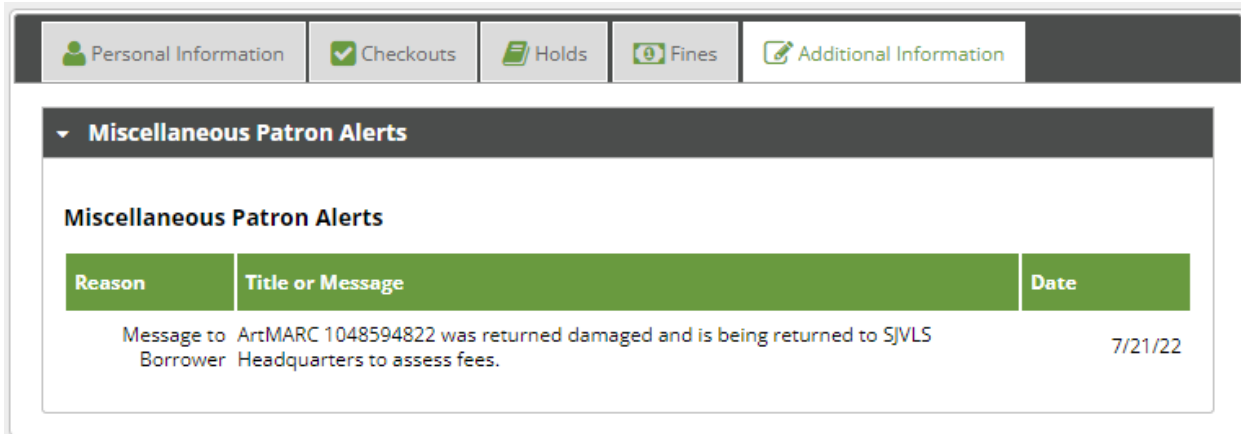 Personal Information
Checkouts
Holds
Fines
Additional Information
Miscellaneous Patron Alerts
Miscellaneous Patron Alerts
Reason
Title or Message
Date
Message to
Borrower
ArtMARC 1048594822 was returned damaged and is being returned to SJVLS
Headquarters to assess fees.
7/21/22